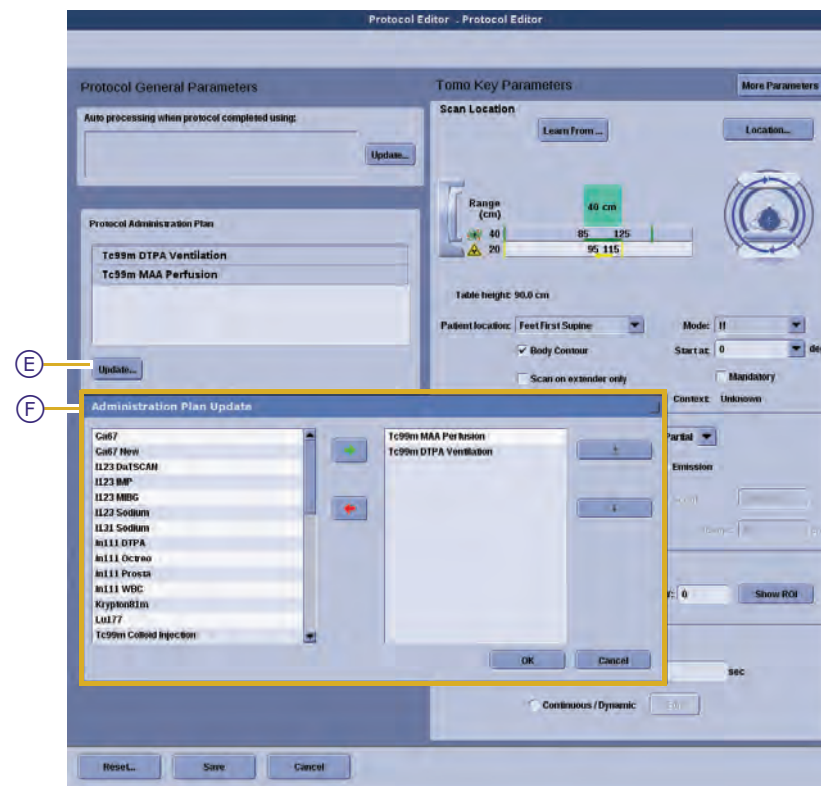 Protocol Editor . Protocol Editor
Protocol General Parameters
Auto processing when protocol completed using:
Update...
Protocol Administration Plan
Tc99m DTPA Ventilation
Tc99m MAA Perfusion
E
Update...
Tomo Key Parameters
More Parameters
Scan Location
Learn From ...
Location...
Range
(cm)
40 cm
40
85 125
20
95 115
Table height: 90.0 cm
Patient location: Feet First Supine
Mode: H
Body Contour
Start at: 0
de
Scan on extender only
Mandatory
Context: Unknown
F
Administration Plan Update
Ga67
Ga67 New
I123 DaTSCAN
I123 IMP
I123 MIBG
I123 Sodium
I131 Sodium
In111 DTPA
In111 Octreo
In111 Prosta
In111 WBC
Krypton81m
Lu177
Tc99m Colloid Injection
Tc99m MAA Perfusion
Tc99m DTPA Ventilation
OK
Cancel
Partial
Emission
0
Show ROI
sec
Continuous / Dynamic
Edit
Reset...
Save
Cancel